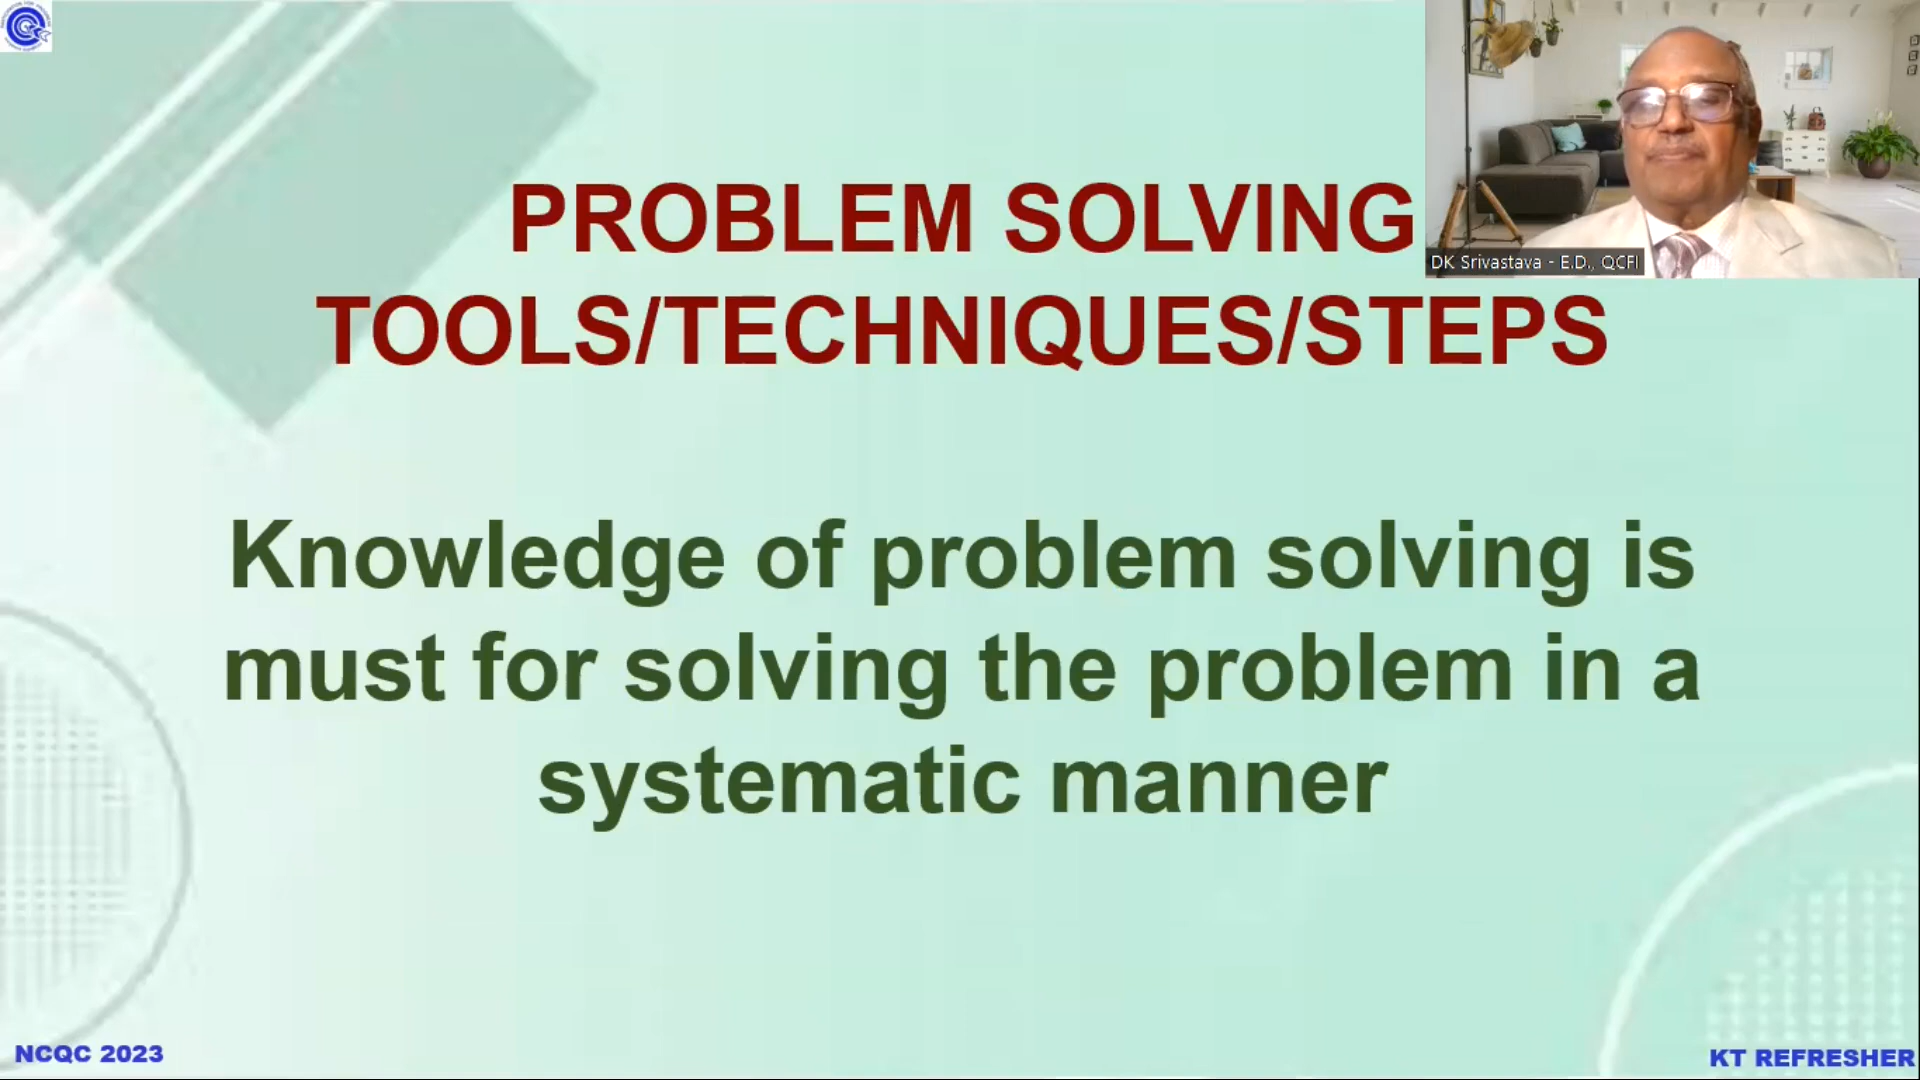 PROBLEM SOLVING
TOOLS/TECHNIQUES/STEPS
DK Srivastava - E.D., QCFI
Knowledge of problem solving is
must for solving the problem in a
systematic manner
NCQC 2023
KT REFRESHER